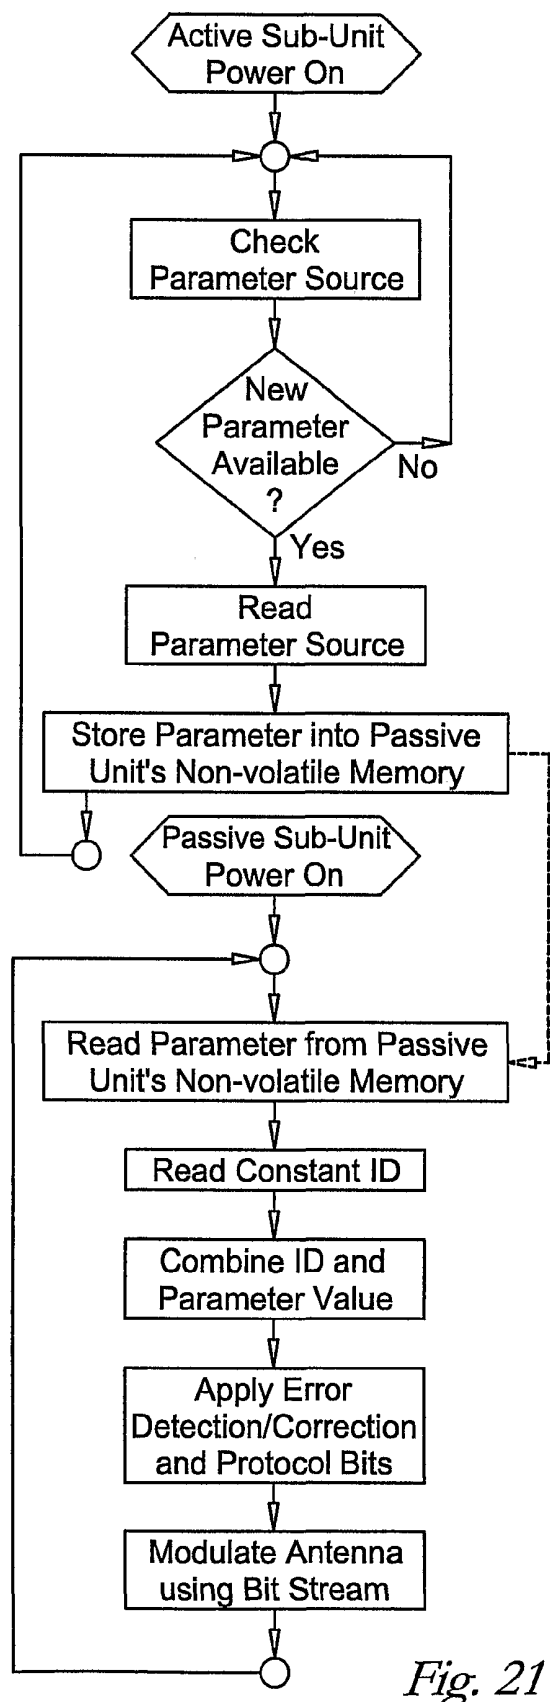 Active Sub-Unit
Power On
Check
Parameter Source
New
Parameter
Available
?
No
Yes
Read
Parameter Source
Store Parameter into Passive
Unit's Non-volatile Memory
Passive Sub-Unit
Power On
Read Parameter from Passive
Unit's Non-volatile Memory
Read Constant ID
Combine ID and
Parameter Value
Apply Error
Detection/Correction
and Protocol Bits
Modulate Antenna
using Bit Stream
Fig. 21